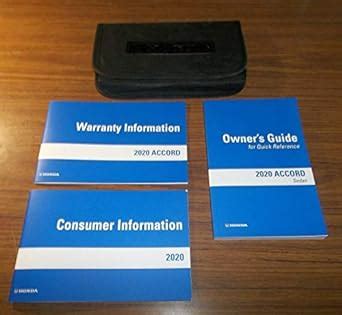 Warranty Information
2020 ACCORD
HONDA
Owner's Guide
for Quick Reference
2020 ACCORD
Sedan
HONDA
Consumer Information
2020
HONDA